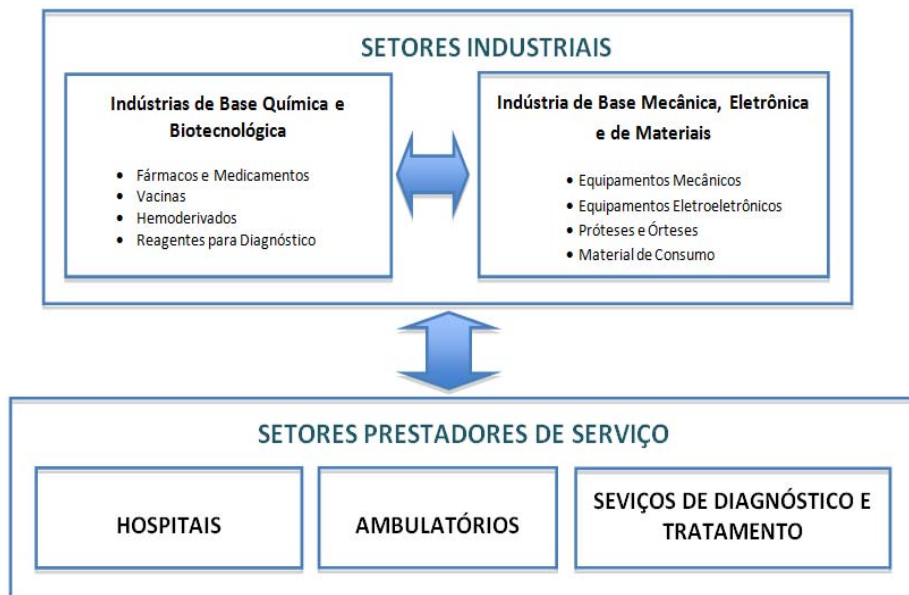 SETORES INDUSTRIAIS
Indústrias de Base Química e
Biotecnológica
• Fármacos e Medicamentos
• Vacinas
• Hemoderivados
• Reagentes para Diagnóstico
Indústria de Base Mecânica, Eletrônica
e de Materiais
• Equipamentos Mecânicos
• Equipamentos Eletroeletrônicos
• Próteses e Órteses
• Material de Consumo
SETORES PRESTADORES DE SERVIÇO
HOSPITAIS
AMBULATÓRIOS
SEVIÇOS DE DIAGNÓSTICO E
TRATAMENTO